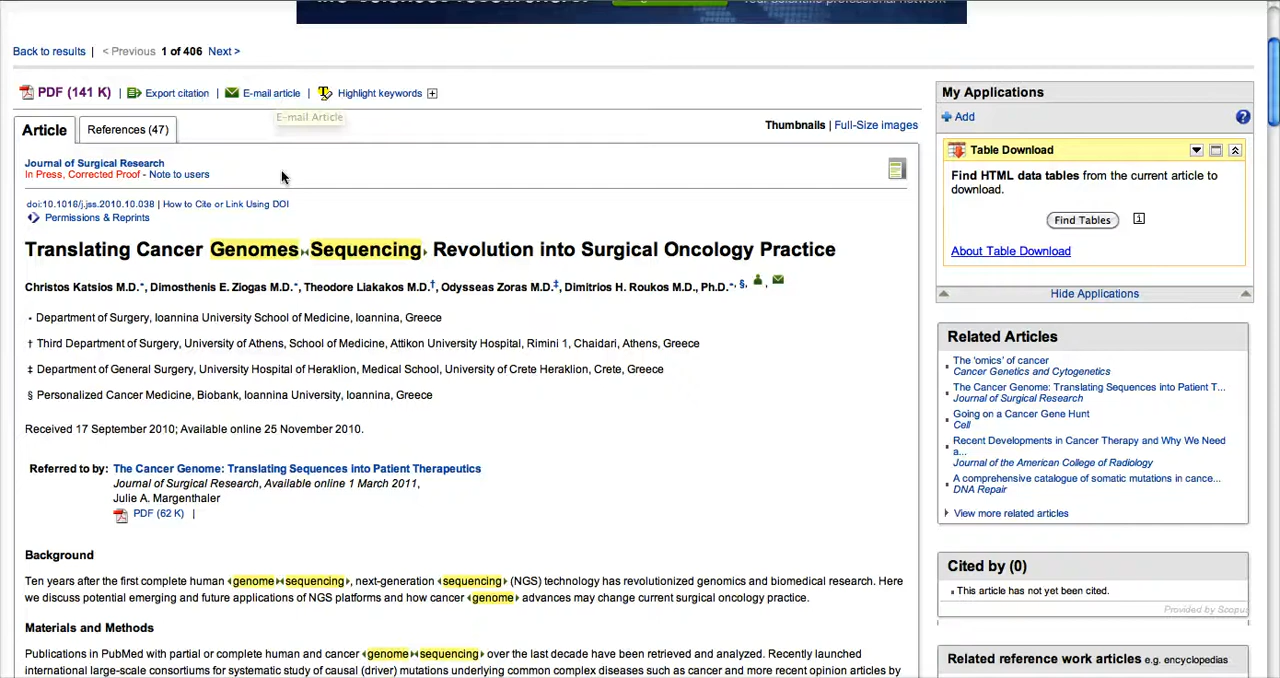 Back to results | < Previous 1 of 406 Next >
PDF (141 K) | Export citation | E-mail article | Highlight keywords
E-mail Article
Article References (47)
Thumbnails | Full-Size images
Journal of Surgical Research
In Press, Corrected Proof - Note to users
doi:10.1016/j.jss.2010.10.038 | How to Cite or Link Using DOI
Permissions & Reprints
Translating Cancer Genomes Sequencing Revolution into Surgical Oncology Practice
Christos Katsios M.D.*, Dimosthenis E. Ziogas M.D.*, Theodore Liakakos M.D.†, Odysseas Zoras M.D.‡, Dimitrios H. Roukos M.D., Ph.D.*, §, ,
* Department of Surgery, Ioannina University School of Medicine, Ioannina, Greece
† Third Department of Surgery, University of Athens, School of Medicine, Attikon University Hospital, Rimini 1, Chaidari, Athens, Greece
‡ Department of General Surgery, University Hospital of Heraklion, Medical School, University of Crete Heraklion, Crete, Greece
§ Personalized Cancer Medicine, Biobank, Ioannina University, Ioannina, Greece
Received 17 September 2010; Available online 25 November 2010.
Referred to by: The Cancer Genome: Translating Sequences into Patient Therapeutics
Journal of Surgical Research, Available online 1 March 2011,
Julie A. Margenthaler
PDF (62 K) |
Background
Ten years after the first complete human genome sequencing, next-generation sequencing (NGS) technology has revolutionized genomics and biomedical research. Here
we discuss potential emerging and future applications of NGS platforms and how cancer genome advances may change current surgical oncology practice.
Materials and Methods
Publications in PubMed with partial or complete human and cancer genome sequencing over the last decade have been retrieved and analyzed. Recently launched
international large-scale consortiums for systematic study of causal (driver) mutations underlying common complex diseases such as cancer and more recent opinion articles by
My Applications
Add
Table Download
Find HTML data tables from the current article to
download.
Find Tables
About Table Download
Hide Applications
Related Articles
The 'omics' of cancer
Cancer Genetics and Cytogenetics
The Cancer Genome: Translating Sequences into Patient T...
Journal of Surgical Research
Going on a Cancer Gene Hunt
Cell
Recent Developments in Cancer Therapy and Why We Need
a...
Journal of the American College of Radiology
A comprehensive catalogue of somatic mutations in cance...
DNA Repair
View more related articles
Cited by (0)
This article has not yet been cited.
Provided by Scopus
Related reference work articles e.g. encyclopedias